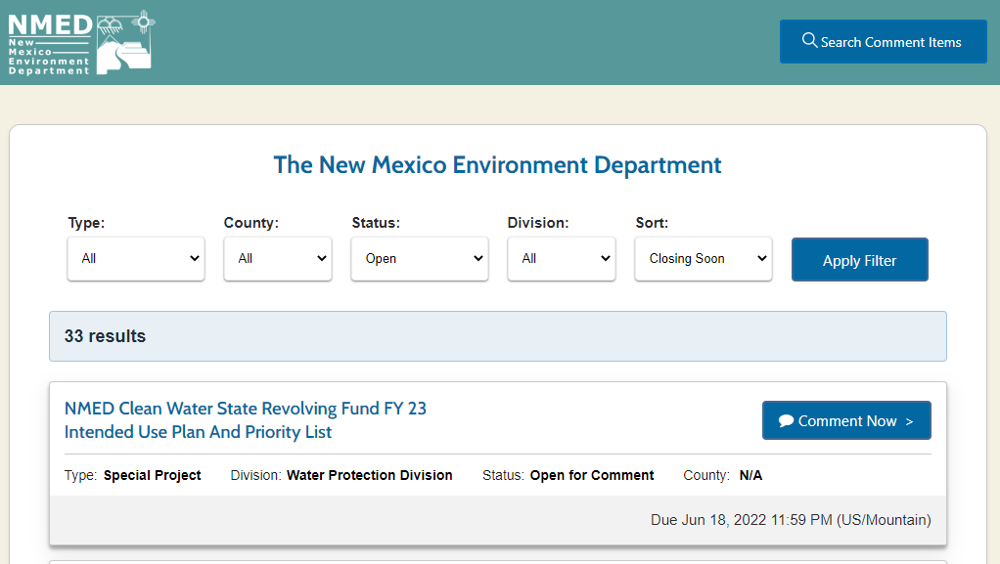 NMED
New
Mexico
Environment
Department
Search Comment Items
The New Mexico Environment Department
Type: County: Status: Division: Sort:
All All Open All Closing Soon Apply Filter
33 results
NMED Clean Water State Revolving Fund FY 23
Intended Use Plan And Priority List
Comment Now >
Type: Special Project Division: Water Protection Division Status: Open for Comment County: N/A
Due Jun 18, 2022 11:59 PM (US/Mountain)